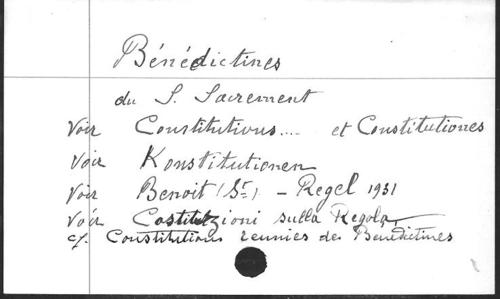 Bénédictines
du S. Sacrement
Voir Constitutions.... et Constitutiones
Voir Konstitutionen
Voir Benoit (St) - Regel 1931
Voir Costituzioni sulla Regola
cf. Constitutions reunies des Benedictines